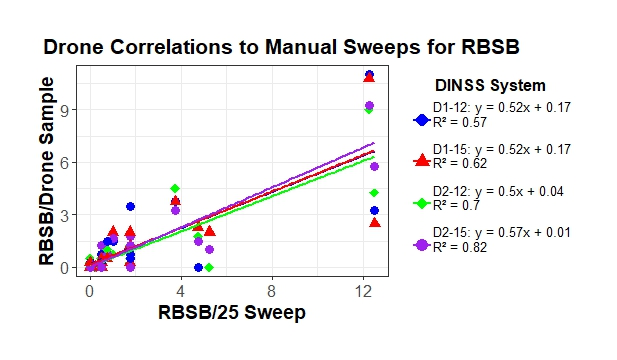 Drone Correlations to Manual Sweeps for RBSB
RBSB/Drone Sample
9
6
3
0
0
4
8
12
RBSB/25 Sweep
DINSS System
D1-12: y = 0.52x + 0.17
R² = 0.57
D1-15: y = 0.52x + 0.17
R² = 0.62
D2-12: y = 0.5x + 0.04
R² = 0.7
D2-15: y = 0.57x + 0.01
R² = 0.82